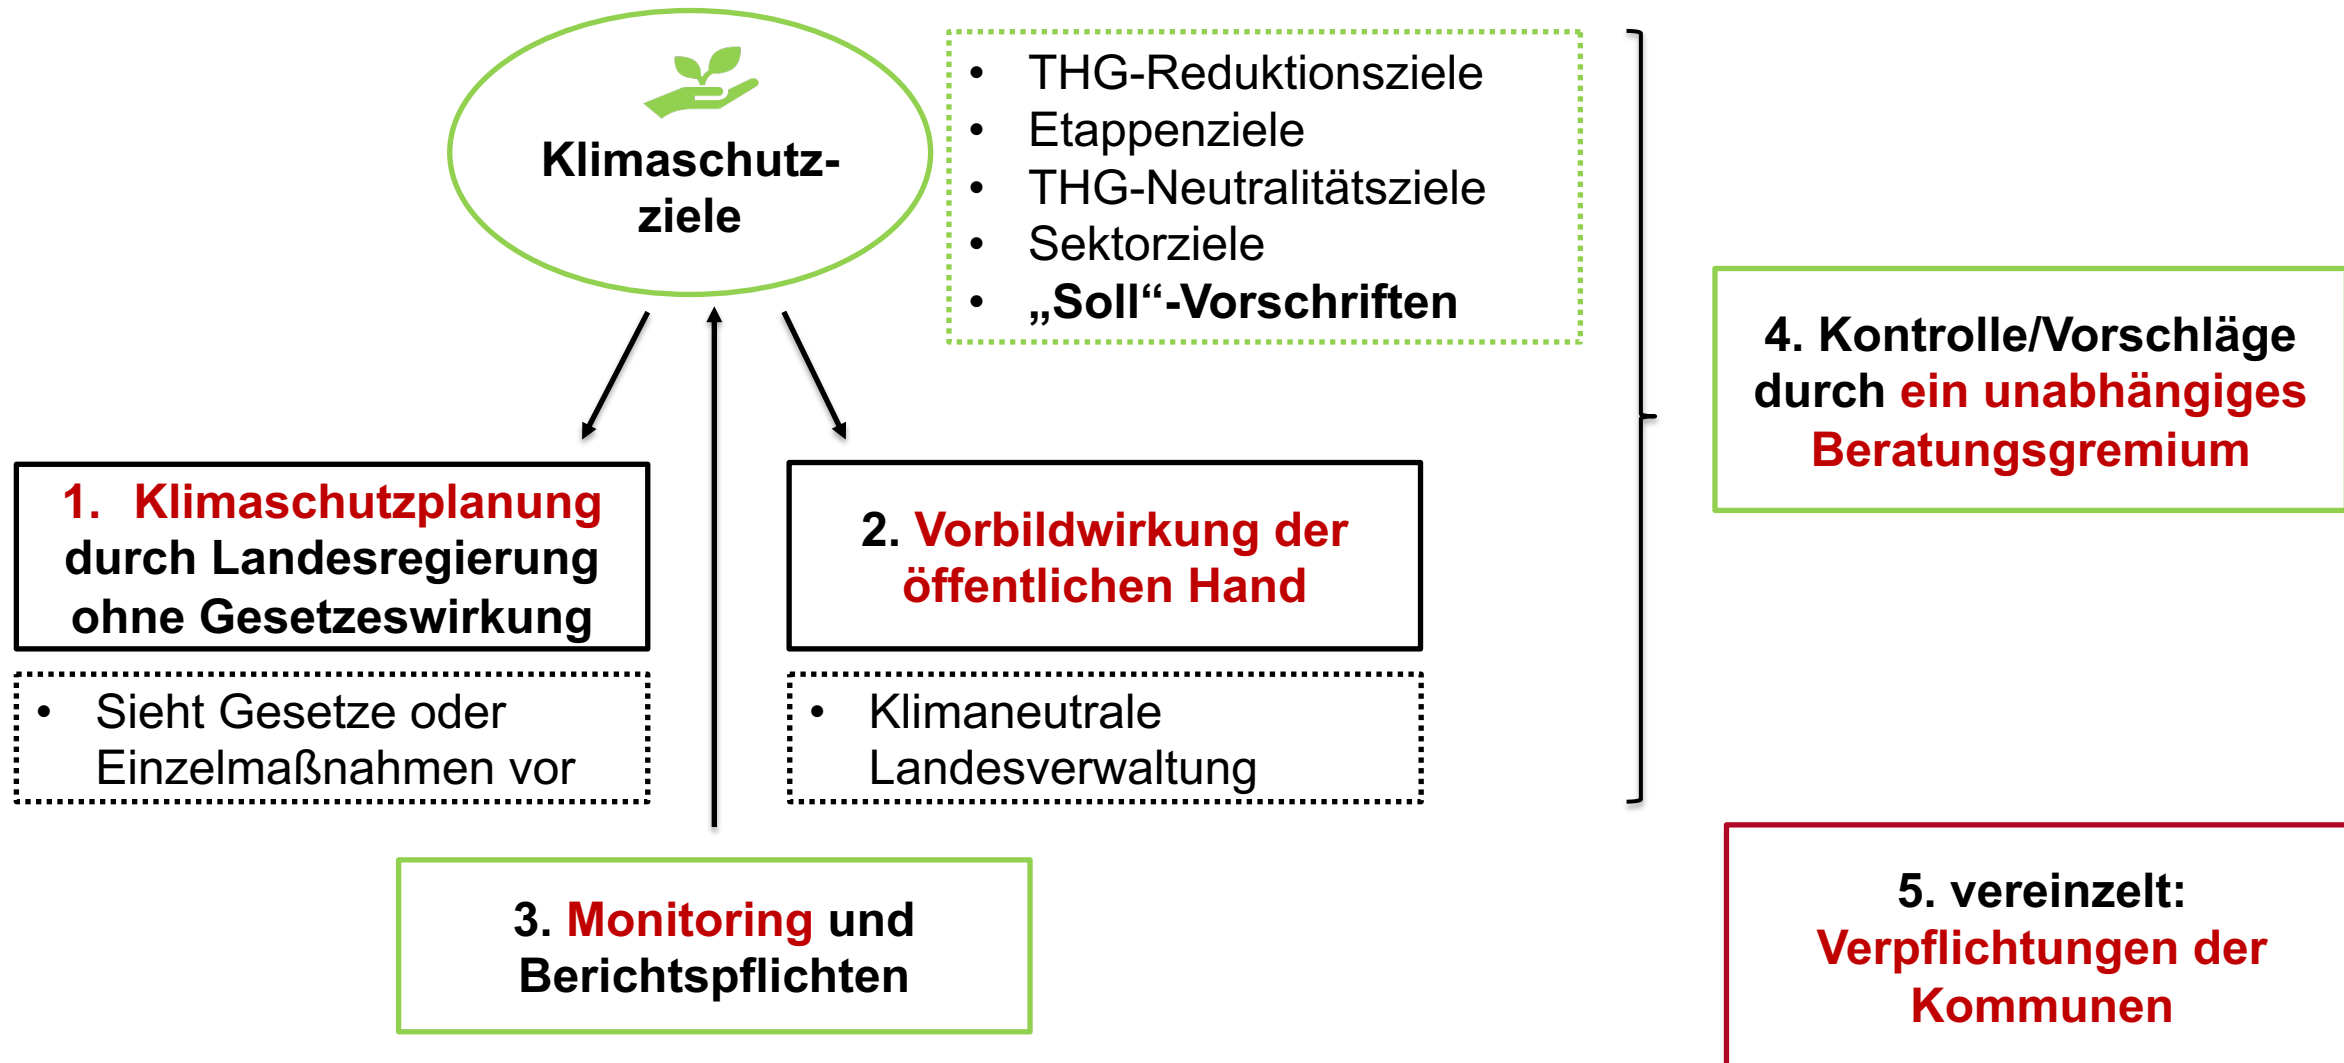 Klimaschutz-
ziele
• THG-Reduktionsziele
• Etappenziele
• THG-Neutralitätsziele
• Sektorziele
• „Soll“-Vorschriften
1. Klimaschutzplanung
durch Landesregierung
ohne Gesetzeswirkung
• Sieht Gesetze oder
Einzelmaßnahmen vor
2. Vorbildwirkung der
öffentlichen Hand
• Klimaneutrale
Landesverwaltung
3. Monitoring und
Berichtspflichten
4. Kontrolle/Vorschläge
durch ein unabhängiges
Beratungsgremium
5. vereinzelt:
Verpflichtungen der
Kommunen